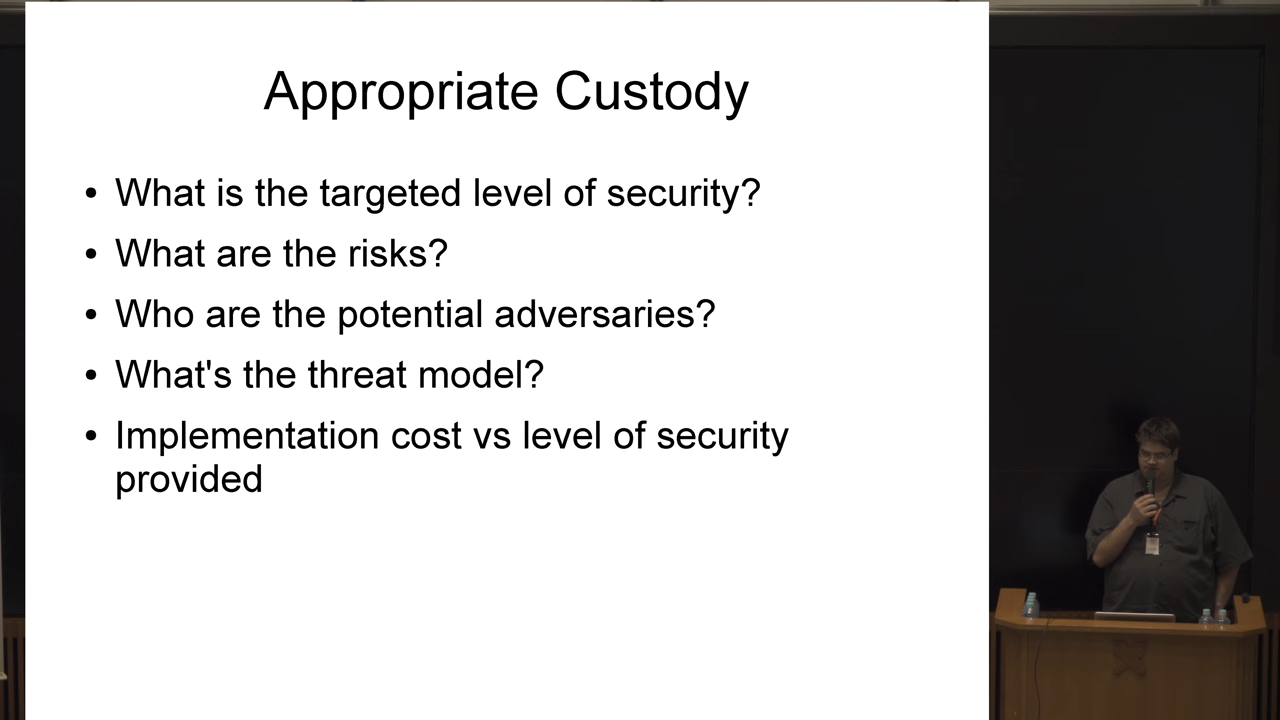 Appropriate Custody
• What is the targeted level of security?
• What are the risks?
• Who are the potential adversaries?
• What's the threat model?
• Implementation cost vs level of security
provided